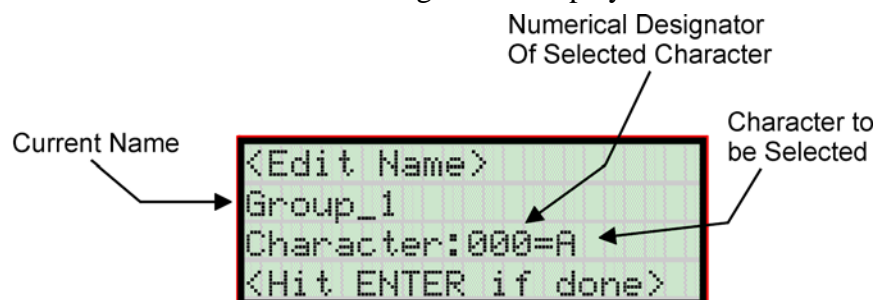 Numerical Designator
Of Selected Character
Character to
be Selected
Current Name
<Edit Name>
Group_1
Character:000=A
<Hit ENTER if done>